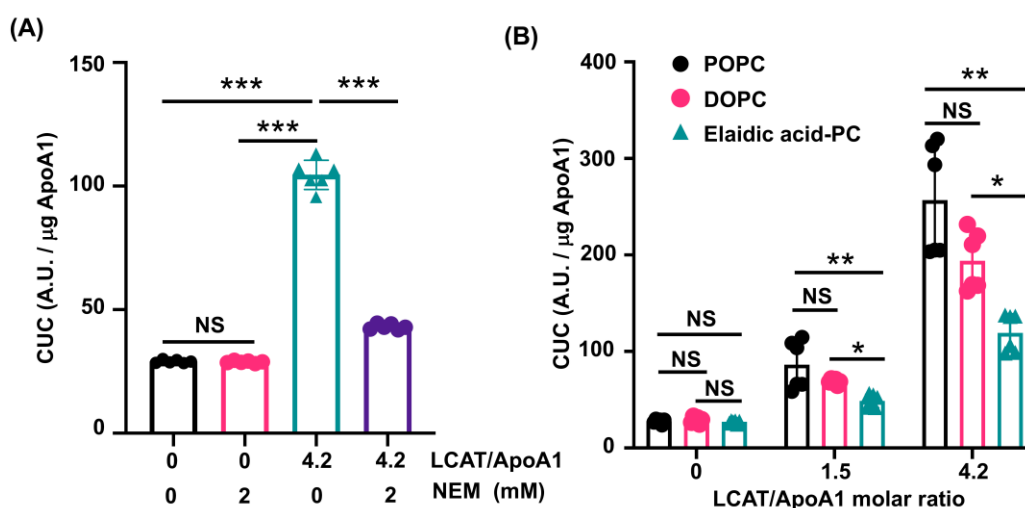 (A)
CUC (A.U. / µg ApoA1)
150
100
50
0
***
***
***
NS
0 0 4.2 4.2 LCAT/ApoA1
0 2 0 2 NEM (mM)
(B)
CUC (A.U. / µg ApoA1)
400
300
200
100
0
POPC
DOPC
Elaidic acid-PC
**
NS
*
**
NS
*
NS
NS
NS
0 1.5 4.2
LCAT/ApoA1 molar ratio